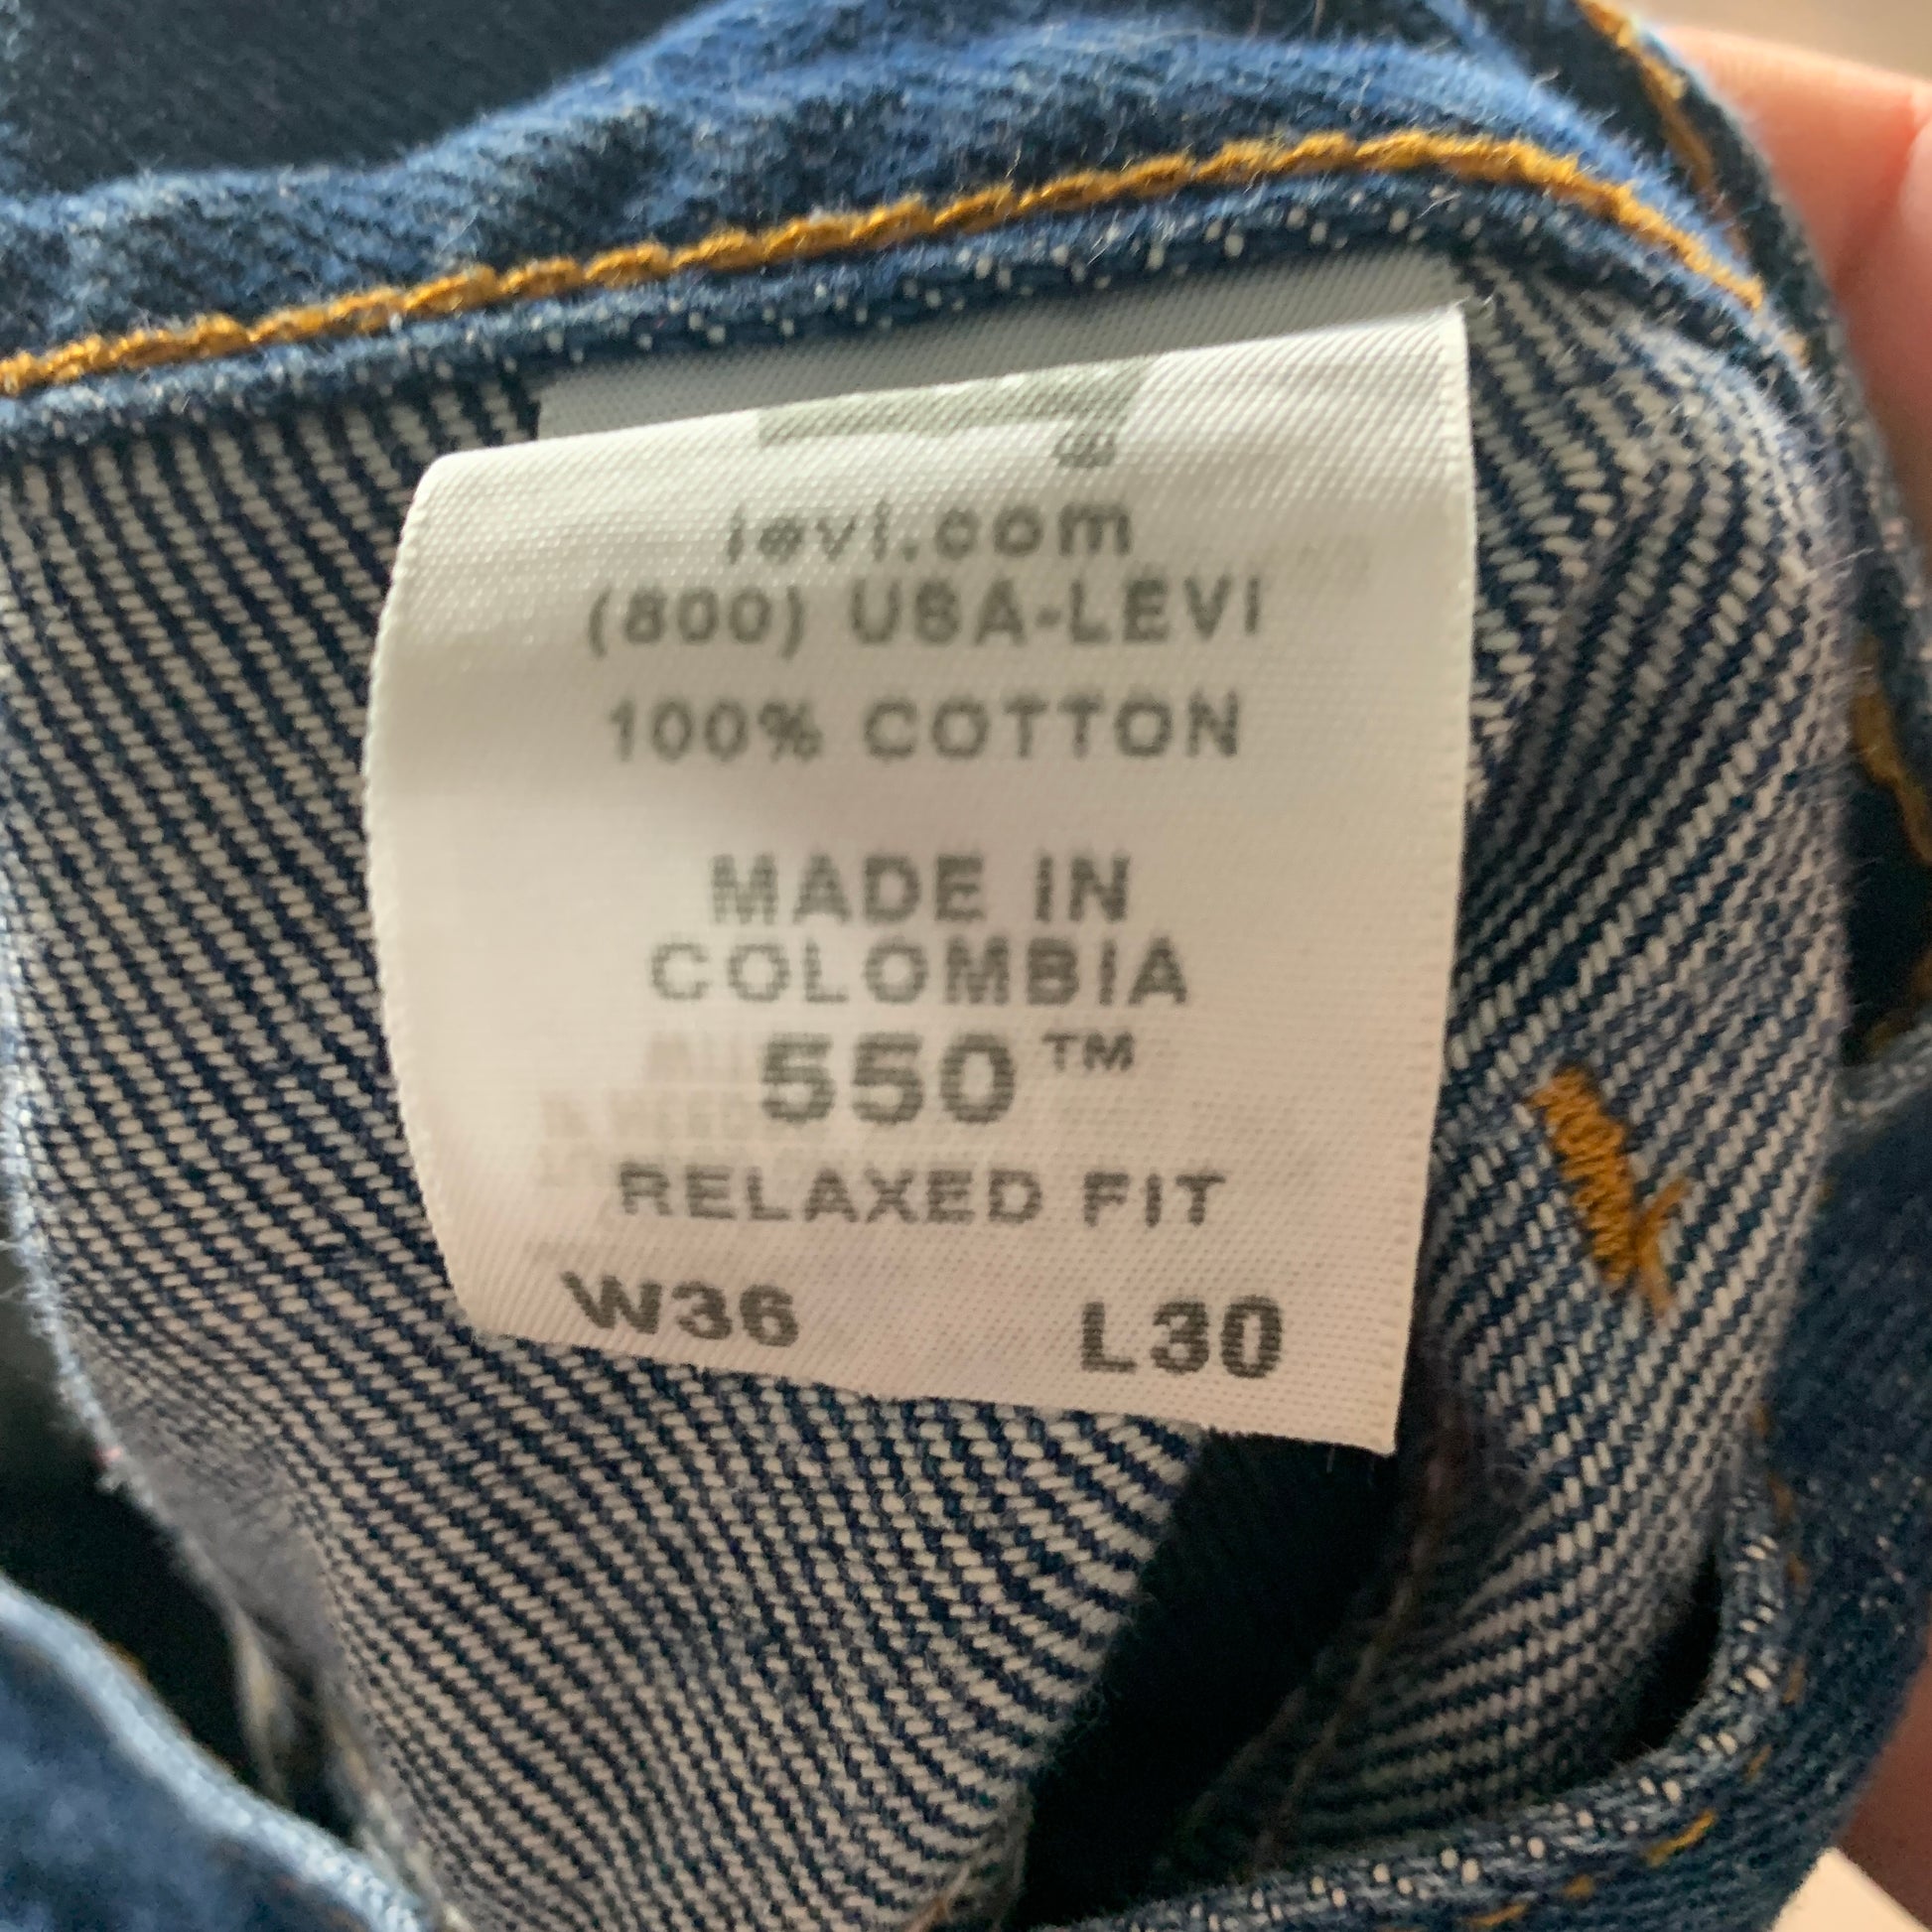 levi.com
(800) USA-LEVI
100% COTTON
MADE IN
COLOMBIA
550™
RELAXED FIT
W36 L30